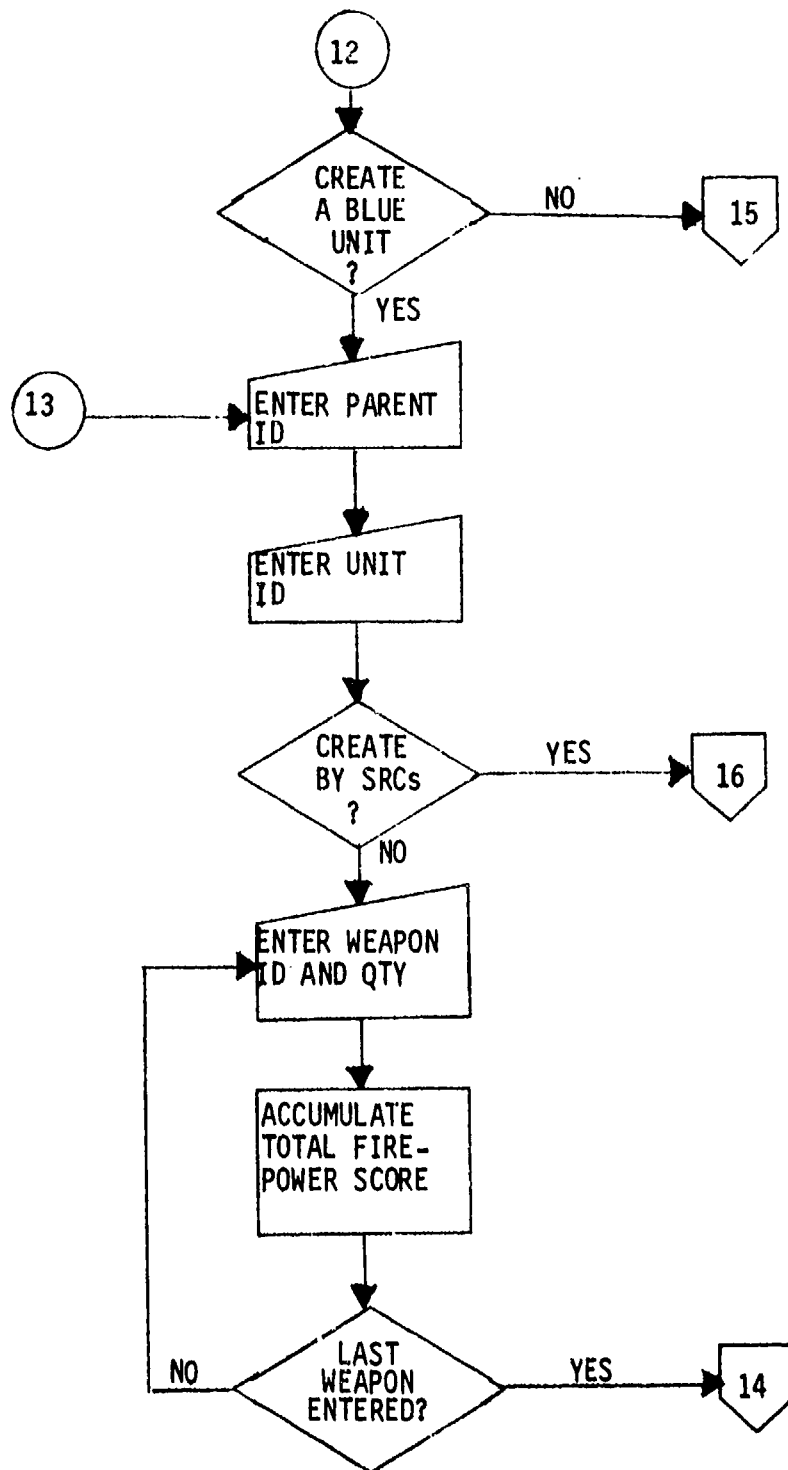 12
CREATE
A BLUE
UNIT
?
NO
15
YES
13
ENTER PARENT
ID
ENTER UNIT
ID
CREATE
BY SRCs
?
YES
16
NO
ENTER WEAPON
ID AND QTY
ACCUMULATE
TOTAL FIRE-
POWER SCORE
LAST
WEAPON
ENTERED?
NO
YES
14